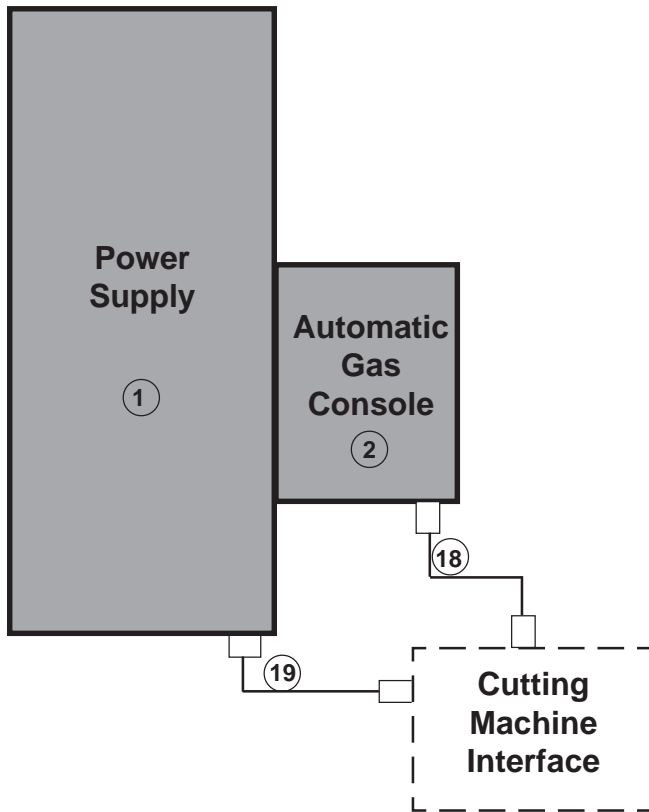 Power
Supply
1
Automatic
Gas
Console
2
18
19
Cutting
Machine
Interface